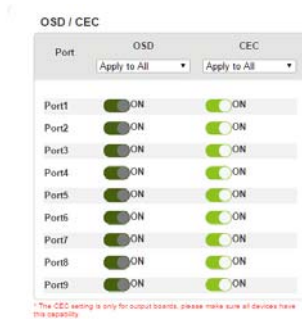 OSD / CEC
Port OSD CEC
Apply to All Apply to All
Port1 ON ON
Port2 ON ON
Port3 ON ON
Port4 ON ON
Port5 ON ON
Port6 ON ON
Port7 ON ON
Port8 ON ON
Port9 ON ON
* The CEC setting is only for output boards, please make sure all devices have
this capability